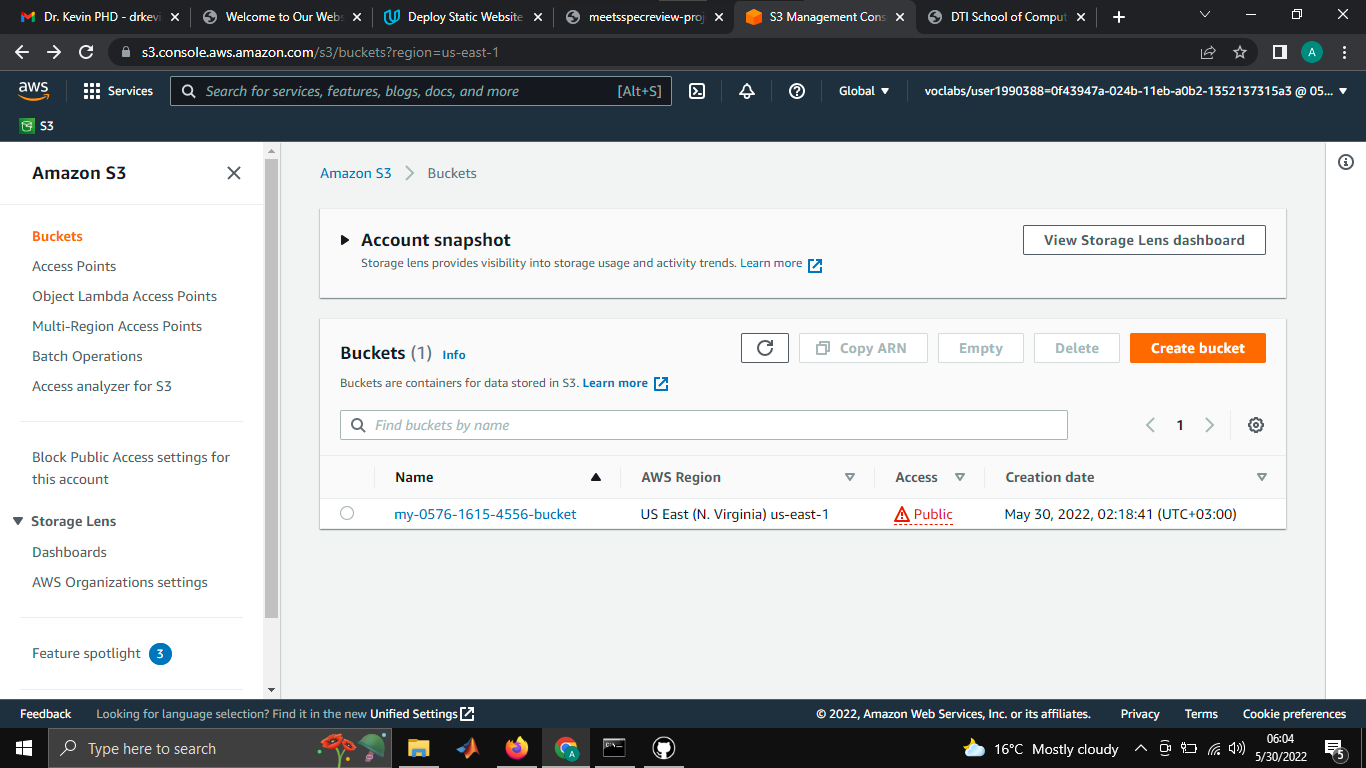 Dr. Kevin PHD - drkevi
Welcome to Our Webs
Deploy Static Website
meetsspecreview-proj
S3 Management Cons
DTI School of Comput
s3.console.aws.amazon.com/s3/buckets?region=us-east-1
A
aws
Services
Search for services, features, blogs, docs, and more
[Alt+S]
Global
voclabs/user1990388=0f43947a-024b-11eb-a0b2-1352137315a3 @ 05...
S3
Amazon S3
Buckets
Access Points
Object Lambda Access Points
Multi-Region Access Points
Batch Operations
Access analyzer for S3
Block Public Access settings for
this account
Storage Lens
Dashboards
AWS Organizations settings
Feature spotlight 3
Amazon S3 Buckets
Account snapshot
View Storage Lens dashboard
Storage lens provides visibility into storage usage and activity trends. Learn more
Buckets (1) Info
Copy ARN
Empty
Delete
Create bucket
Buckets are containers for data stored in S3. Learn more
Find buckets by name
1
Name AWS Region Access Creation date
my-0576-1615-4556-bucket US East (N. Virginia) us-east-1 Public May 30, 2022, 02:18:41 (UTC+03:00)
Feedback Looking for language selection? Find it in the new Unified Settings
© 2022, Amazon Web Services, Inc. or its affiliates. Privacy Terms Cookie preferences
Type here to search
A
16°C Mostly cloudy
06:04
5/30/2022
5